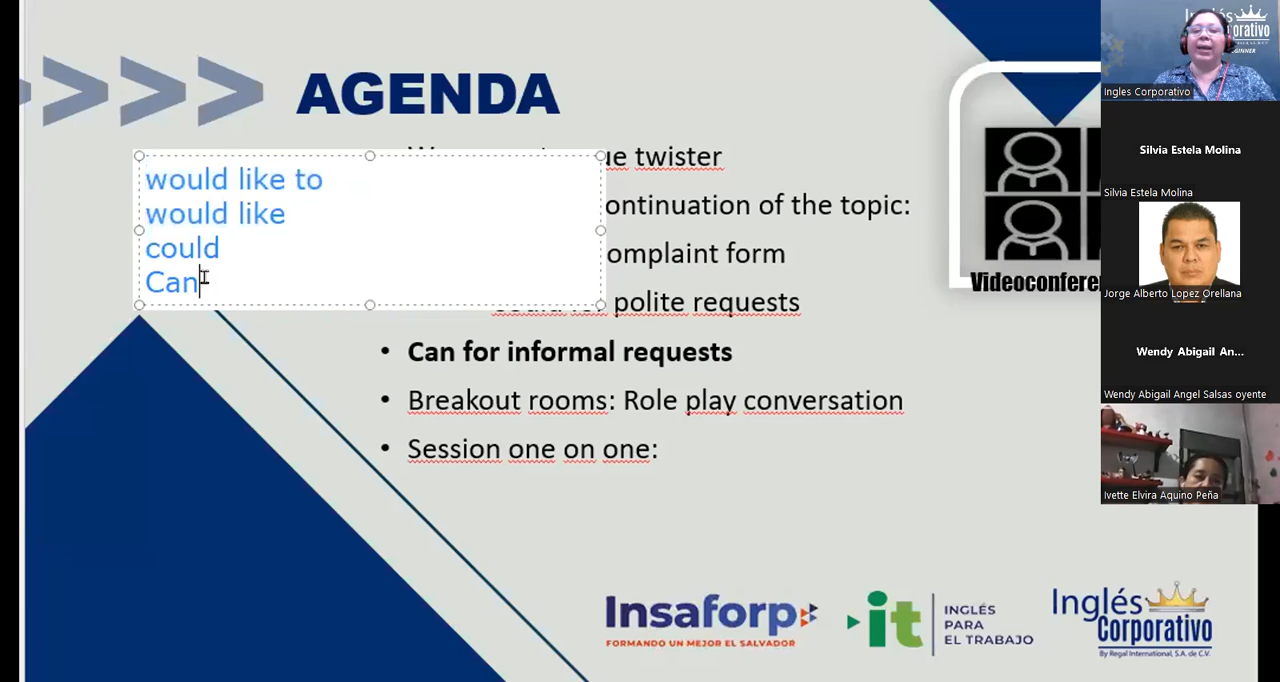 AGENDA
ue twister
would like to
would like
could
Can
ontinuation of the topic:
omplaint form
polite requests
• Can for informal requests
• Breakout rooms: Role play conversation
• Session one on one:
Videoconfere
Insaforp
FORMANDO UN MEJOR EL SALVADOR
it
INGLÉS
PARA
EL TRABAJO
Inglés
Corporativo
By Regal International, S.A. de C.V.
Ingles Corporativo
Silvia Estela Molina
Silvia Estela Molina
Jorge Alberto Lopez Orellana
Wendy Abigail An...
Wendy Abigail Angel Salsas oyente
Ivette Elvira Aquino Peña